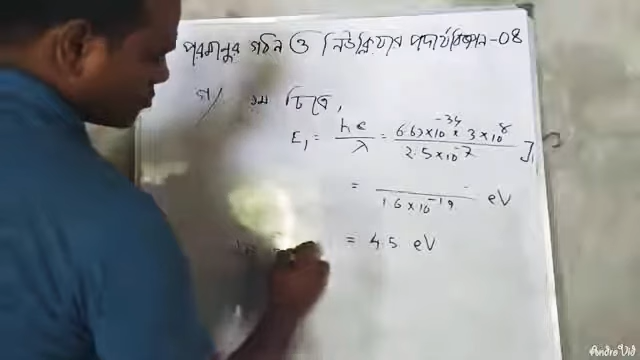 পরমাণুর গঠন ও নিউক্লিয়ার পদার্থবিজ্ঞান-08
গ/ ১ম চিত্রে,
E₁ = hc/λ = 6.63×10⁻³⁴ × 3×10⁸ / 2.5×10⁻⁷ J
= / 1.6×10⁻¹⁹ eV
= 4.5 eV
AndroVid